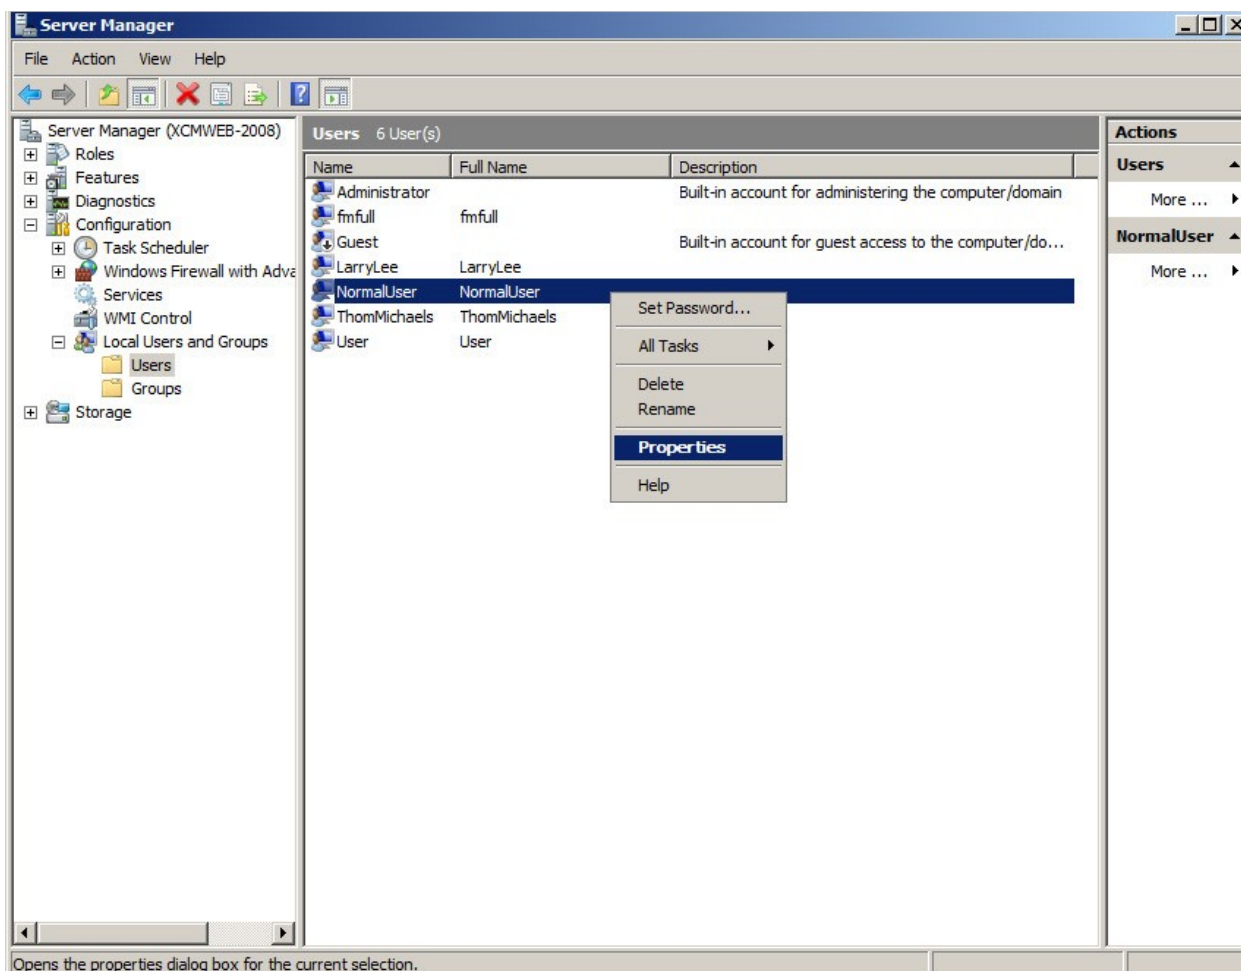 Server Manager
File Action View Help
Server Manager (XCMWEB-2008)
Roles
Features
Diagnostics
Configuration
Task Scheduler
Windows Firewall with Adva
Services
WMI Control
Local Users and Groups
Users
Groups
Storage
Users 6 User(s)
Name Full Name Description
Administrator Built-in account for administering the computer/domain
fmfull fmfull
Guest Built-in account for guest access to the computer/do...
LarryLee LarryLee
NormalUser NormalUser
ThomMichaels ThomMichaels
User User
Set Password...
All Tasks
Delete
Rename
Properties
Help
Actions
Users
More ...
NormalUser
More ...
Opens the properties dialog box for the current selection.